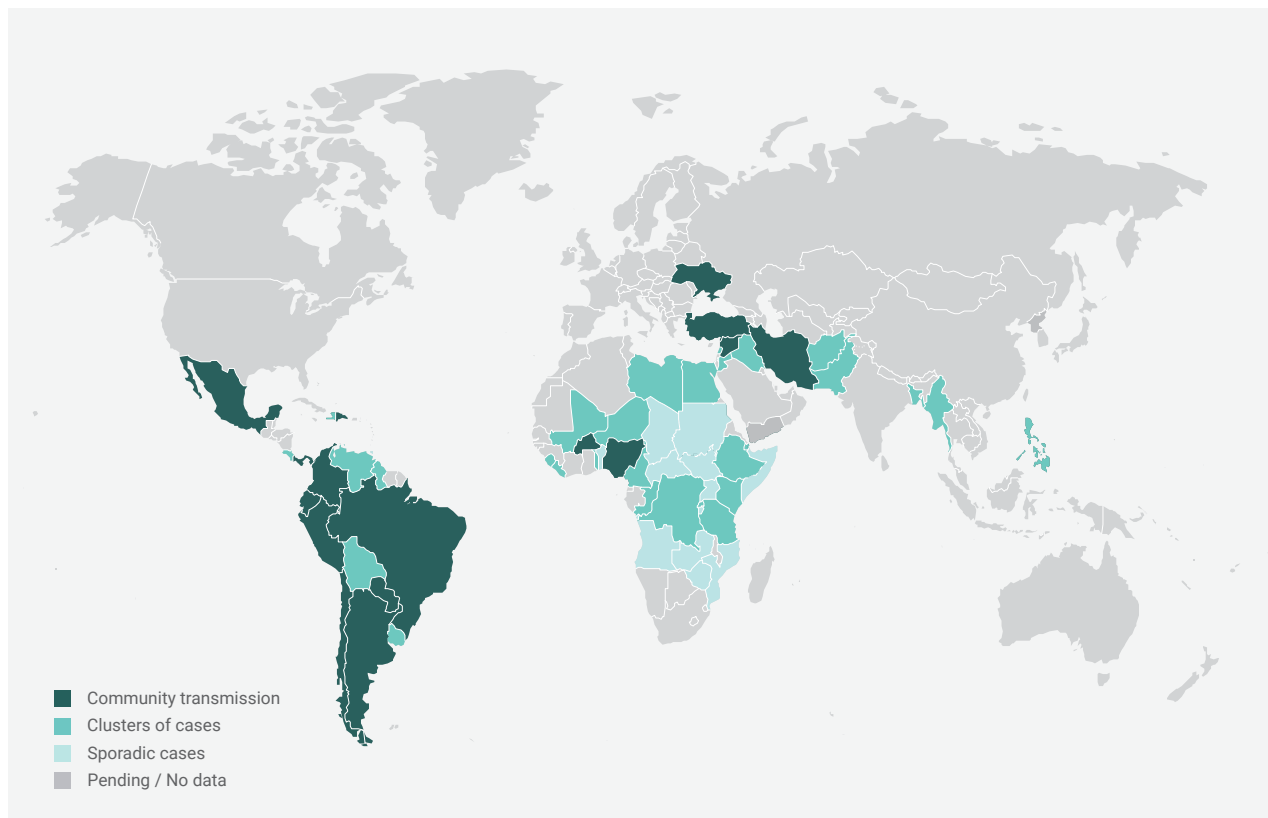 Community transmission
Clusters of cases
Sporadic cases
Pending / No data